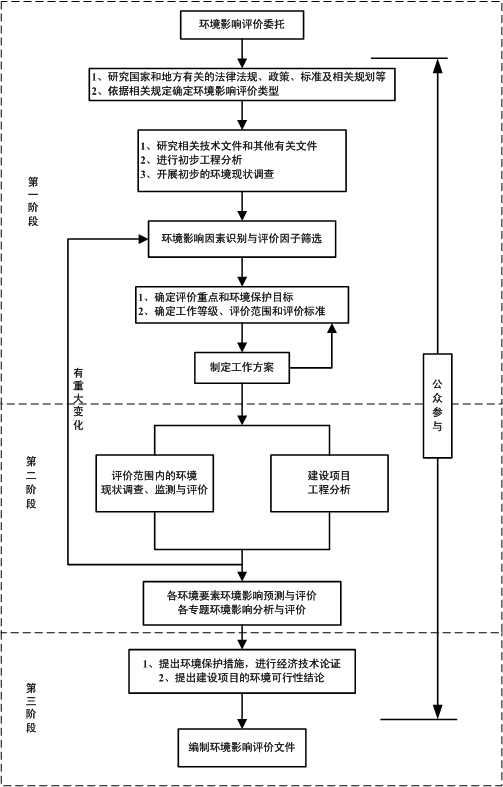 环境影响评价委托
1、研究国家和地方有关的法律法规、政策、标准及相关规划等
2、依据相关规定确定环境影响评价类型
1、研究相关技术文件和其他有关文件
2、进行初步工程分析
3、开展初步的环境现状调查
第一阶段
环境影响因素识别与评价因子筛选
1、确定评价重点和环境保护目标
2、确定工作等级、评价范围和评价标准
制定工作方案
有重大变化
公众参与
第二阶段
评价范围内的环境
现状调查、监测与评价
建设项目
工程分析
各环境要素环境影响预测与评价
各专题环境影响分析与评价
第三阶段
1、提出环境保护措施，进行经济技术论证
2、提出建设项目的环境可行性结论
编制环境影响评价文件